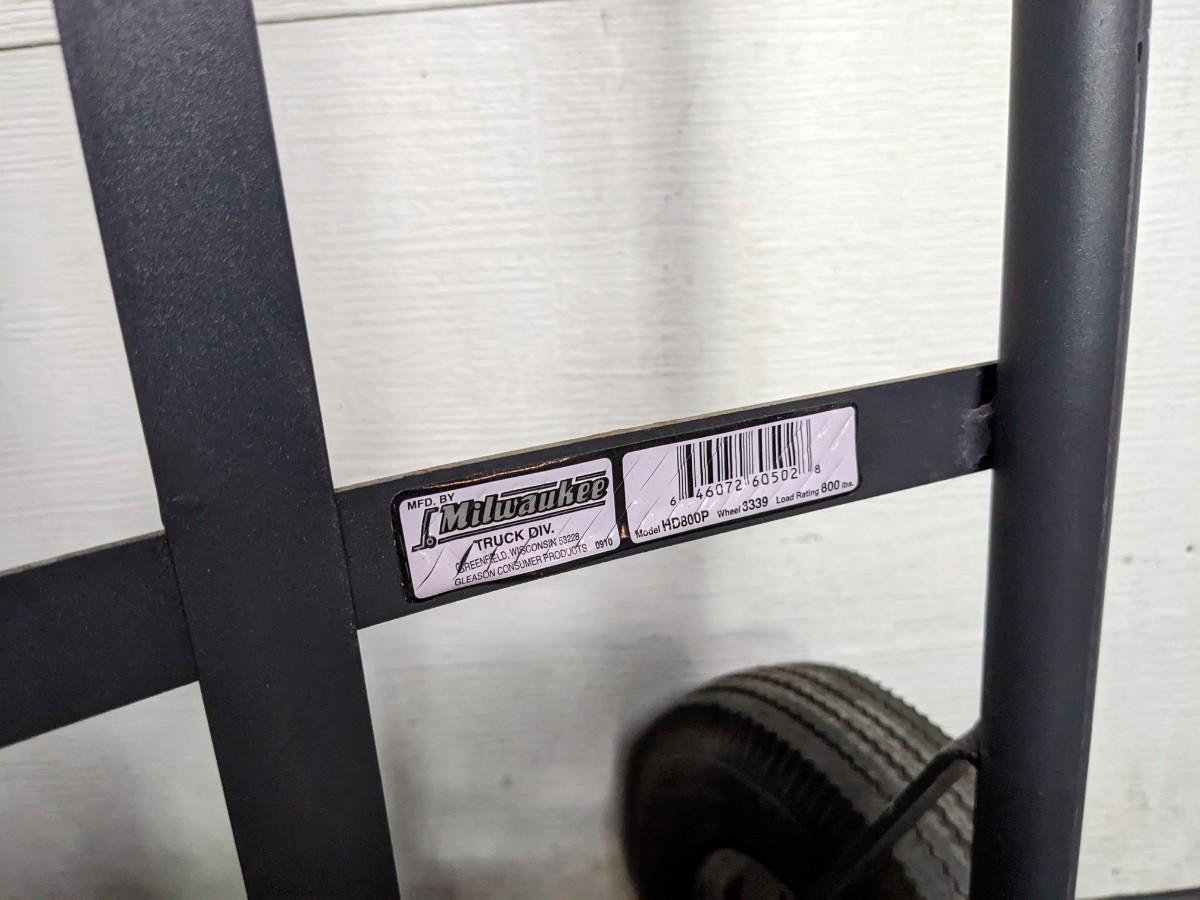 MFD. BY
Milwaukee
TRUCK DIV.
GREENFIELD, WISCONSIN 53228
GLEASON CONSUMER PRODUCTS 0910
6 46072 60502 8
Model HD800P Wheel 3339 Load Rating 800 lbs.